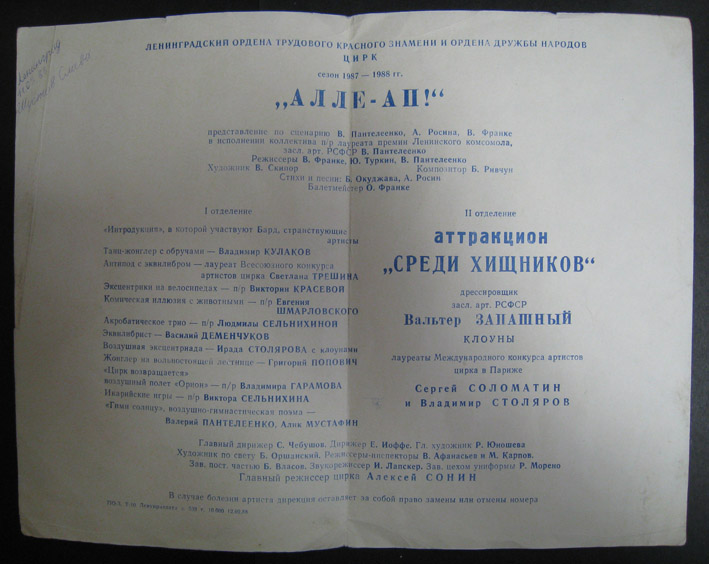 ЛЕНИНГРАДСКИЙ ОРДЕНА ТРУДОВОГО КРАСНОГО ЗНАМЕНИ И ОРДЕНА ДРУЖБЫ НАРОДОВ
ЦИРК
сезон 1987 — 1988 гг.
„АЛЛЕ-АП!“
представление по сценарию В. Пантелеенко, А. Росина, В. Франке
в исполнении коллектива п/р лауреата премии Ленинского комсомола,
засл. арт. РСФСР В. Пантелеенко
Режиссеры В. Франке, Ю. Туркин, В. Пантелеенко
Художник В. Скипор Композитор Б. Ривчун
Стихи и песни: Б. Окуджава, А. Росин
Балетмейстер О. Франке
I отделение
«Интродукция», в которой участвуют Бард, странствующие
артисты
Танц-жонглер с обручами — Владимир КУЛАКОВ
Антипод с эквилибром — лауреат Всесоюзного конкурса
артистов цирка Светлана ТРЕШИНА
Эксцентрики на велосипедах — п/р Виктории КРАСЕВОЙ
Комическая иллюзия с животными — п/р Евгения
ШМАРЛОВСКОГО
Акробатическое трио — п/р Людмилы СЕЛЬНИХИНОЙ
Эквилибрист — Василий ДЕМЕНЧУКОВ
Воздушная эксцентриада — Ирада СТОЛЯРОВА с клоунами
Жонглер на вольностоящей лестнице — Григорий ПОПОВИЧ
«Цирк возвращается»
воздушный полет «Орион» — п/р Владимира ГАРАМОВА
Икарийские игры — п/р Виктора СЕЛЬНИХИНА
«Гимн солнцу», воздушно-гимнастическая поэма —
Валерий ПАНТЕЛЕЕНКО, Алик МУСТАФИН
II отделение
аттракцион
„СРЕДИ ХИЩНИКОВ“
дрессировщик
засл. арт. РСФСР
Вальтер ЗАПАШНЫЙ
КЛОУНЫ
лауреаты Международного конкурса артистов
цирка в Париже
Сергей СОЛОМАТИН
и Владимир СТОЛЯРОВ
Главный дирижер С. Чебушов. Дирижер Е. Иоффе. Гл. художник Р. Юношева
Художник по свету Б. Оршанский. Режиссеры-инспекторы В. Афанасьев и М. Карпов.
Зав. пост. частью Б. Власов. Звукорежиссер И. Лапскер. Зав. цехом униформы Р. Морено
Главный режиссер цирка Алексей СОНИН
В случае болезни артиста дирекция оставляет за собой право замены или отмены номера